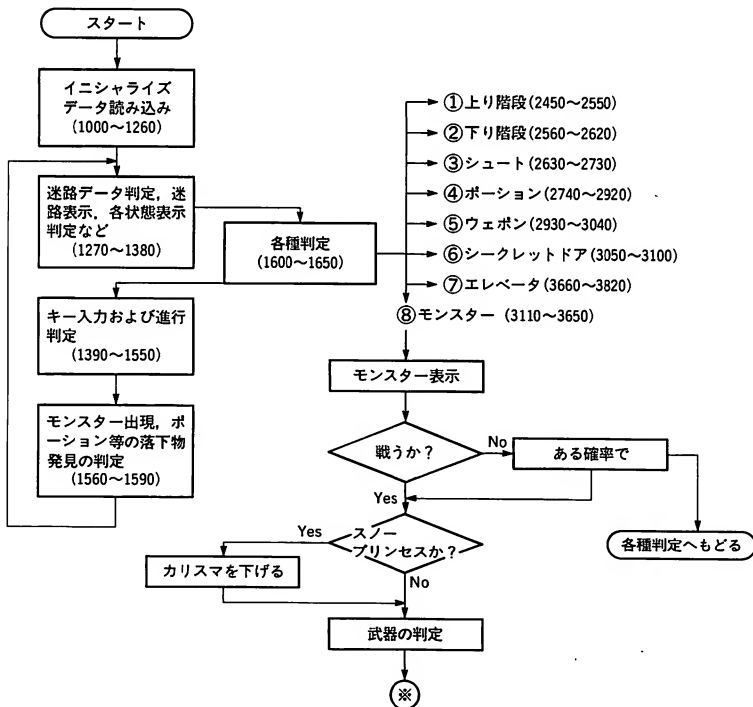 スタート
イニシャライズ
データ読み込み
(1000～1260)
迷路データ判定，迷
路表示，各状態表示
判定など
(1270～1380)
各種判定
(1600～1650)
キー入力および進行
判定
(1390～1550)
モンスター出現，ポ
ーション等の落下物
発見の判定
(1560～1590)
①上り階段(2450～2550)
②下り階段(2560～2620)
③シュート(2630～2730)
④ポーション(2740～2920)
⑤ウェポン(2930～3040)
⑥シークレットドア(3050～3100)
⑦エレベータ(3660～3820)
⑧モンスター (3110～3650)
モンスター表示
戦うか？
No
ある確率で
Yes
各種判定へもどる
スノー
プリンセスか？
Yes
カリスマを下げる
No
武器の判定
※